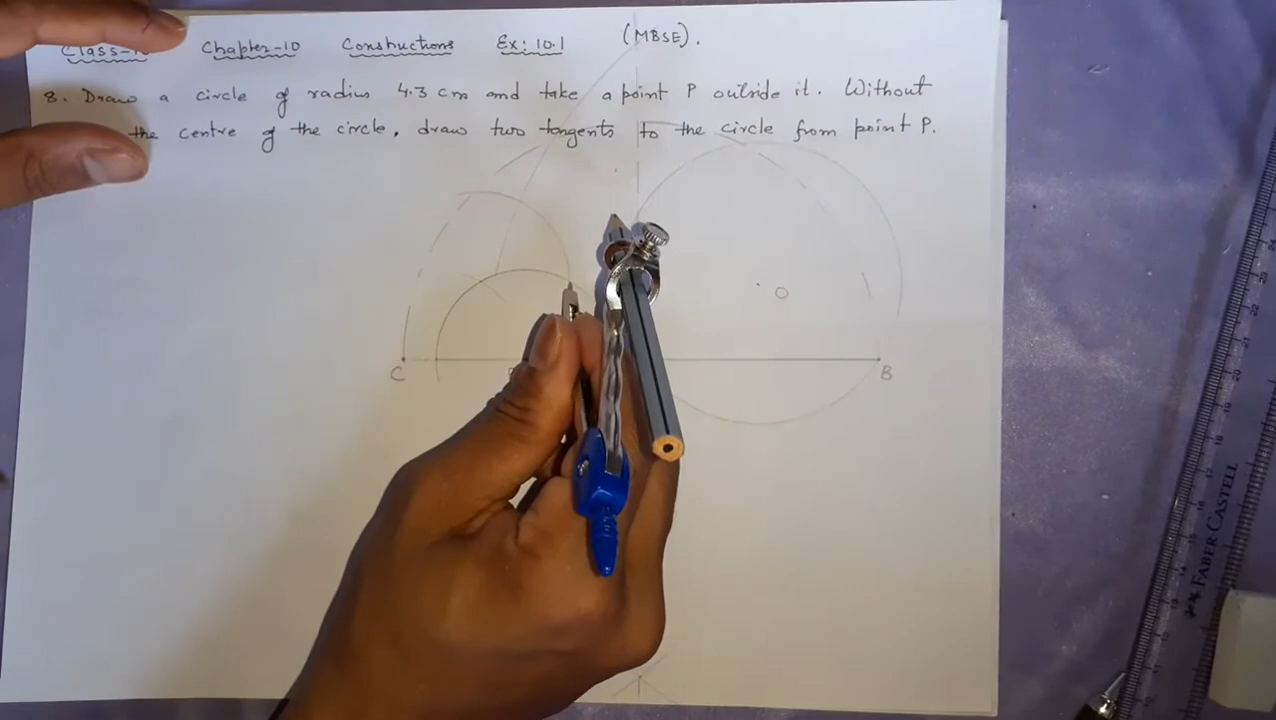 Chapter-10 Constructions Ex: 10.1 (MBSE).
8. Draw a circle of radius 4.3 cm and take a point P outside it. Without
the centre of the circle, draw two tangents to the circle from point P.
O
C
B
FABER CASTELL